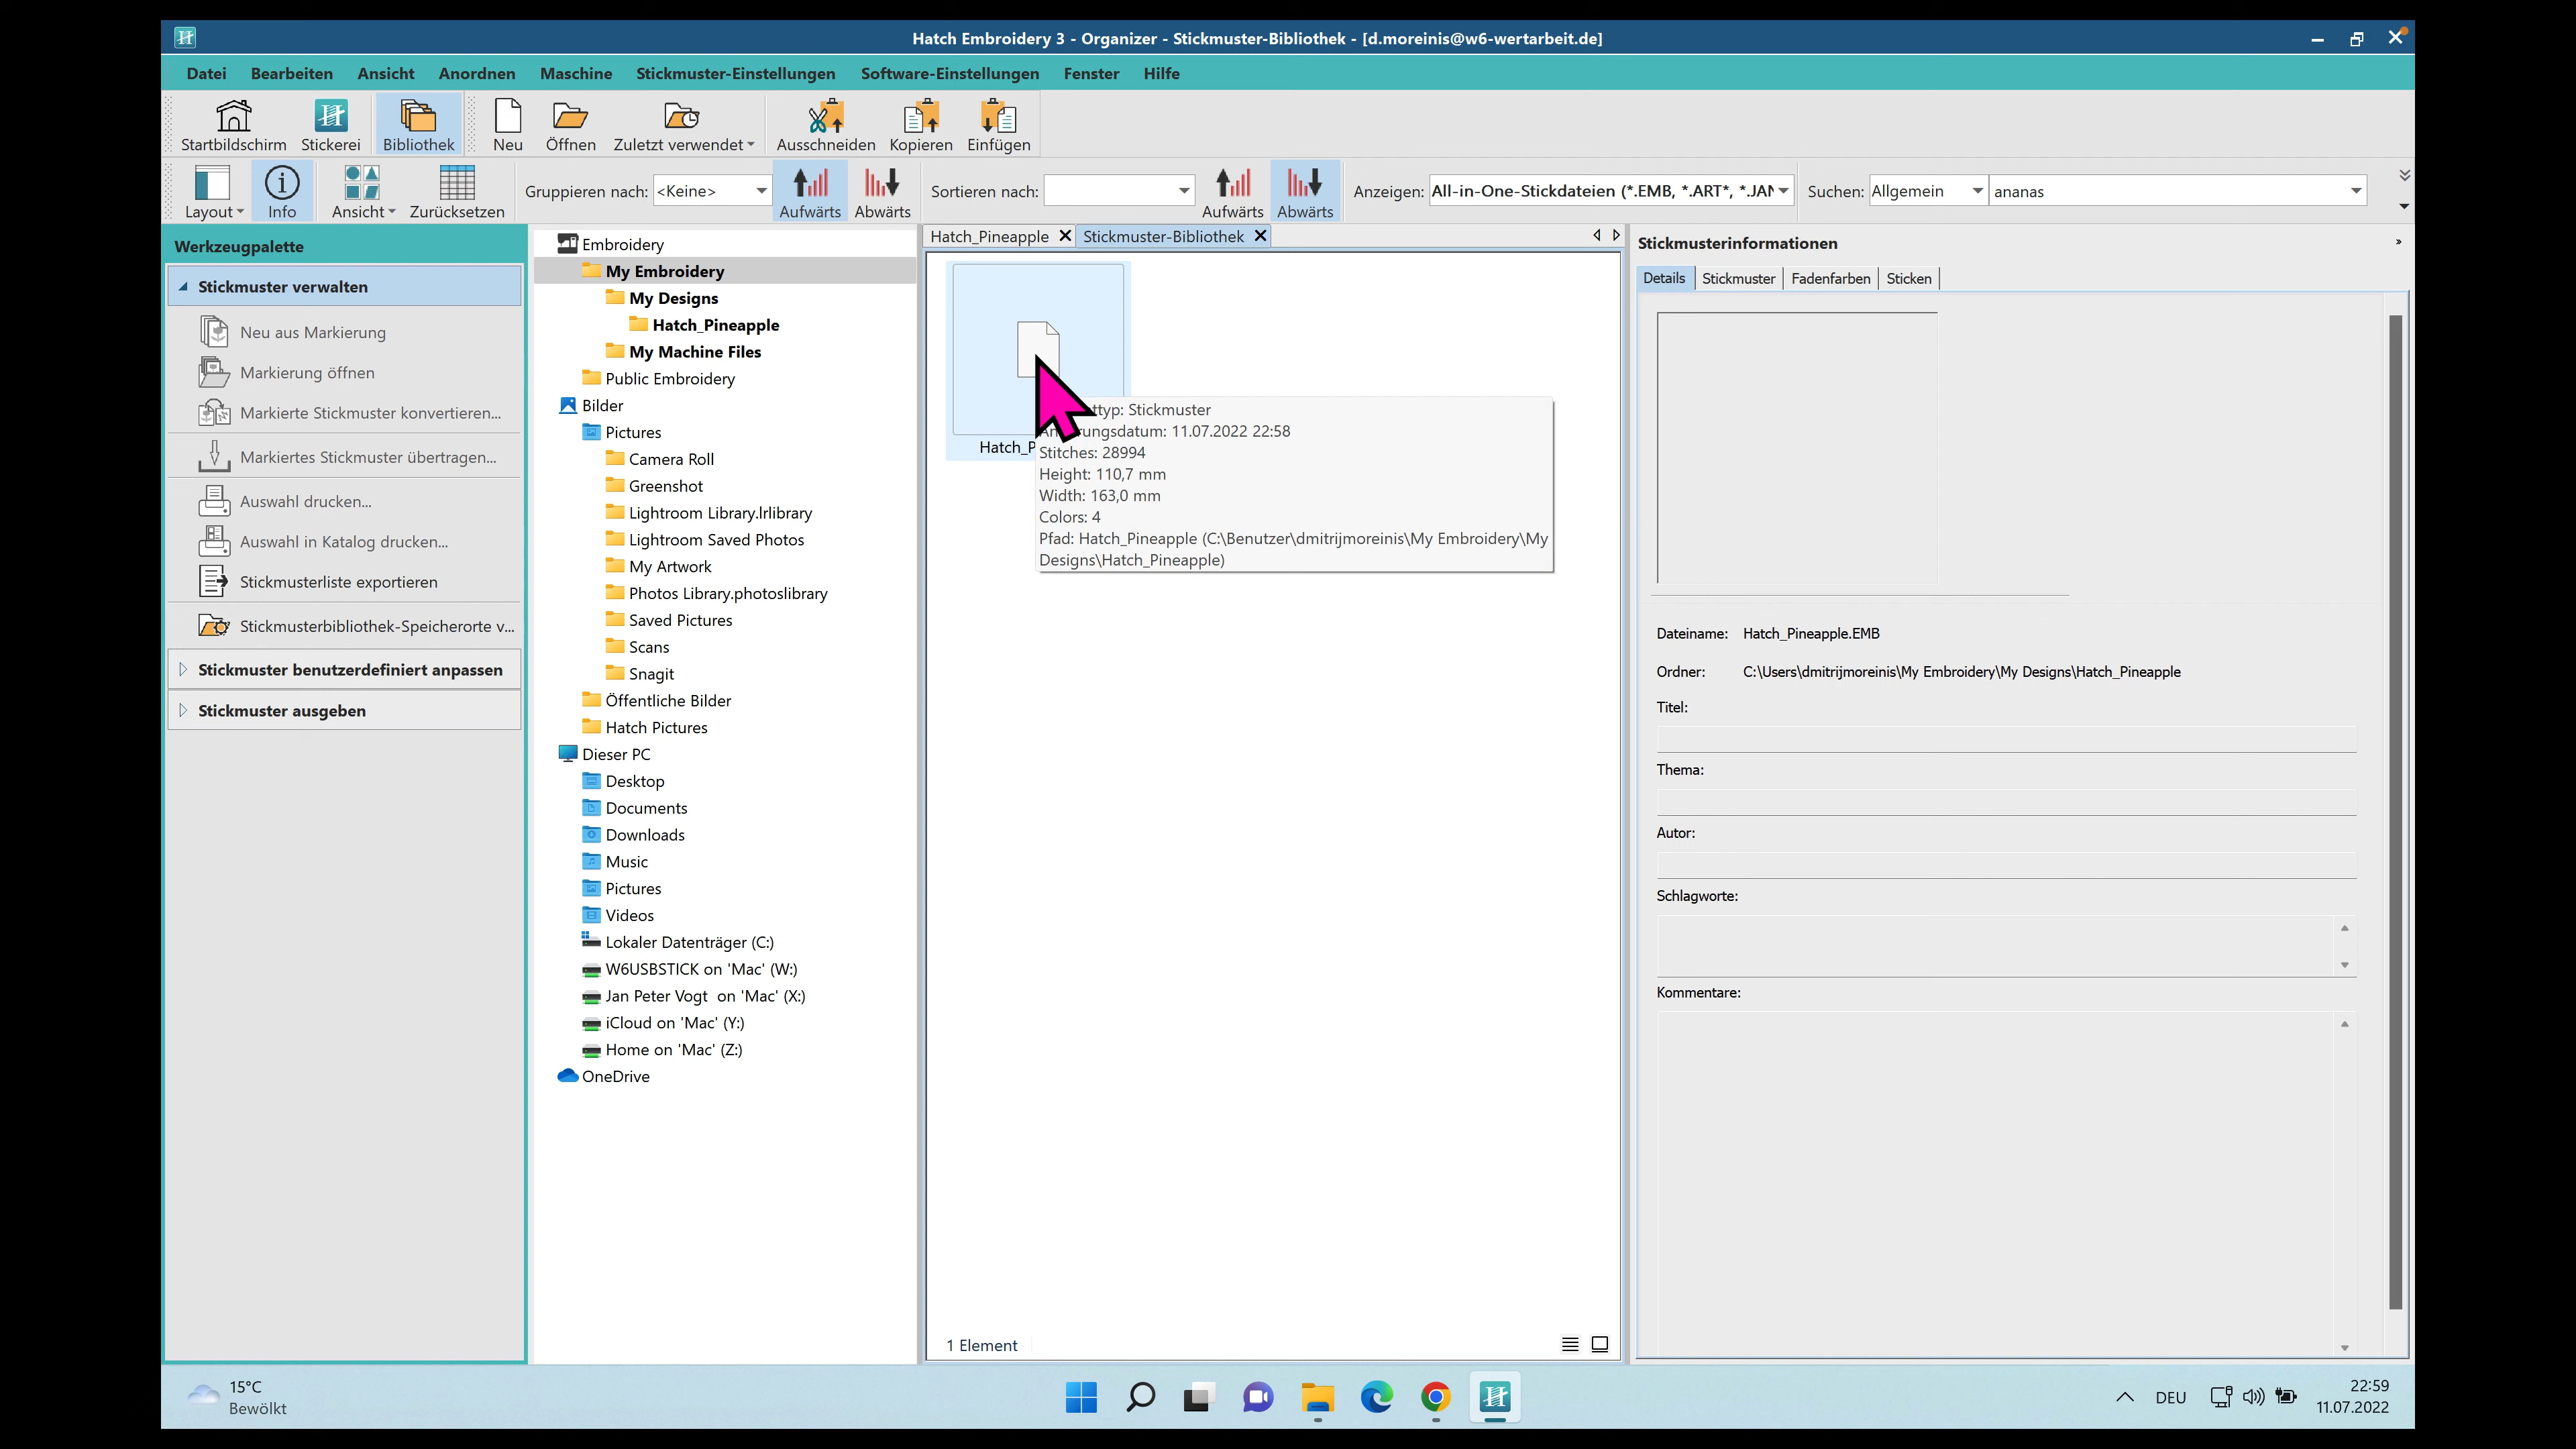 Hatch Embroidery 3 - Organizer - Stickmuster-Bibliothek - [d.moreinis@w6-wertarbeit.de]
Datei Bearbeiten Ansicht Anordnen Maschine Stickmuster-Einstellungen Software-Einstellungen Fenster Hilfe
Startbildschirm Stickerei Bibliothek Neu Öffnen Zuletzt verwendet Ausschneiden Kopieren Einfügen
Layout Info Ansicht Zurücksetzen Gruppieren nach: <Keine> Aufwärts Abwärts Sortieren nach: Aufwärts Abwärts Anzeigen: All-in-One-Stickdateien (*.EMB, *.ART*, *.JAN Suchen: Allgemein ananas
Werkzeugpalette
Stickmuster verwalten
Neu aus Markierung
Markierung öffnen
Markierte Stickmuster konvertieren...
Markiertes Stickmuster übertragen...
Auswahl drucken...
Auswahl in Katalog drucken...
Stickmusterliste exportieren
Stickmusterbibliothek-Speicherorte v...
Stickmuster benutzerdefiniert anpassen
Stickmuster ausgeben
Embroidery
My Embroidery
My Designs
Hatch_Pineapple
My Machine Files
Public Embroidery
Bilder
Pictures
Camera Roll
Greenshot
Lightroom Library.lrlibrary
Lightroom Saved Photos
My Artwork
Photos Library.photoslibrary
Saved Pictures
Scans
Snagit
Öffentliche Bilder
Hatch Pictures
Dieser PC
Desktop
Documents
Downloads
Music
Pictures
Videos
Lokaler Datenträger (C:)
W6USBSTICK on 'Mac' (W:)
Jan Peter Vogt on 'Mac' (X:)
iCloud on 'Mac' (Y:)
Home on 'Mac' (Z:)
OneDrive
Hatch_Pineapple Stickmuster-Bibliothek
Hatch_P
Stickmuster
11.07.2022 22:58
Stitches: 28994
Height: 110,7 mm
Width: 163,0 mm
Colors: 4
Pfad: Hatch_Pineapple (C:\Benutzer\dmitrijmoreinis\My Embroidery\My
Designs\Hatch_Pineapple)
1 Element
Stickmusterinformationen
Details Stickmuster Fadenfarben Sticken
Dateiname: Hatch_Pineapple.EMB
Ordner: C:\Users\dmitrijmoreinis\My Embroidery\My Designs\Hatch_Pineapple
Titel:
Thema:
Autor:
Schlagworte:
Kommentare:
15°C
Bewölkt
DEU
22:59
11.07.2022